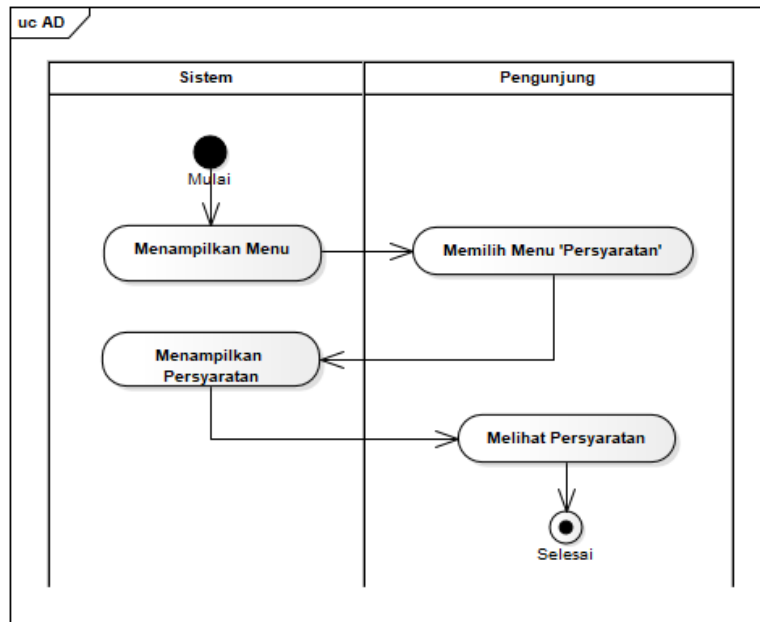 uc AD
Sistem
Pengunjung
Mulai
Menampilkan Menu
Memilih Menu 'Persyaratan'
Menampilkan
Persyaratan
Melihat Persyaratan
Selesai